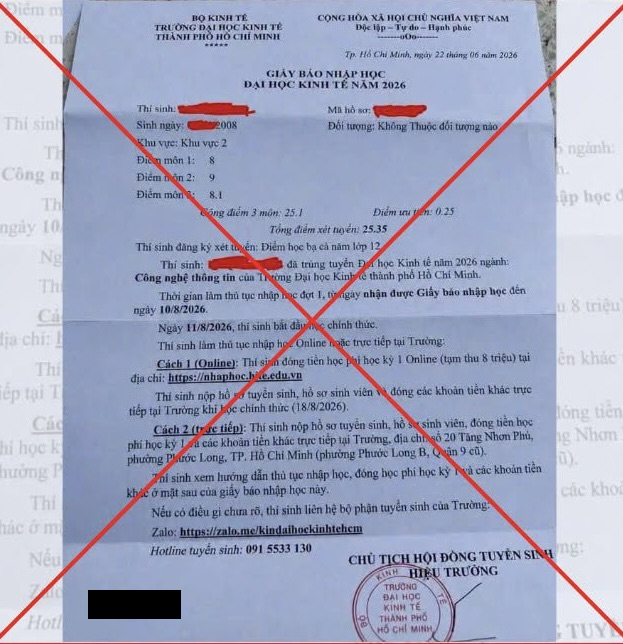 BỘ KINH TẾ
TRƯỜNG ĐẠI HỌC KINH TẾ
THÀNH PHỐ HỒ CHÍ MINH
*****
CỘNG HÒA XÃ HỘI CHỦ NGHĨA VIỆT NAM
Độc lập - Tự do - Hạnh phúc
-------oOo-------
Tp. Hồ Chí Minh, ngày 22 tháng 06 năm 2026
GIẤY BÁO NHẬP HỌC
ĐẠI HỌC KINH TẾ NĂM 2026
Thí sinh:
Mã hồ sơ:
Sinh ngày: 2008
Đối tượng: Không Thuộc đối tượng nào
Khu vực: Khu vực 2
Điểm môn 1: 8
Điểm môn 2: 9
Điểm môn 3: 8.1
Cộng điểm 3 môn: 25.1
Điểm ưu tiên: 0.25
Tổng điểm xét tuyển: 25.35
Thí sinh đăng ký xét tuyển: Điểm học bạ cả năm lớp 12
Thí sinh: đã trúng tuyển Đại học Kinh tế năm 2026 ngành:
Công nghệ thông tin của Trường Đại học Kinh tế thành phố Hồ Chí Minh.
Thời gian làm thủ tục nhập học đợt 1, từ ngày nhận được Giấy báo nhập học đến
ngày 10/8/2026.
Ngày 11/8/2026, thí sinh bắt đầu học chính thức.
Thí sinh làm thủ tục nhập học Online hoặc trực tiếp tại Trường:
Cách 1 (Online): Thí sinh đóng tiền học phí học kỳ 1 Online (tạm thu 8 triệu) tại
địa chỉ: https://nhaphoc.hite.edu.vn
Thí sinh nộp hồ sơ tuyển sinh, hồ sơ sinh viên và đóng các khoản tiền khác trực
tiếp tại Trường khi học chính thức (18/8/2026).
Cách 2 (trực tiếp): Thí sinh nộp hồ sơ tuyển sinh, hồ sơ sinh viên, đóng tiền học
phí học kỳ 1 và các khoản tiền khác trực tiếp tại Trường, địa chỉ: số 20 Tăng Nhơn Phú,
phường Phước Long, TP. Hồ Chí Minh (phường Phước Long B, Quận 9 cũ).
Thí sinh xem hướng dẫn thủ tục nhập học, đóng học phí học kỳ 1 và các khoản tiền
khác ở mặt sau của giấy báo nhập học này.
Nếu có điều gì chưa rõ, thí sinh liên hệ bộ phận tuyển sinh của Trường:
Zalo: https://zalo.me/kindaihockinhtehcm
Hotline tuyển sinh: 091 5533 130
CHỦ TỊCH HỘI ĐỒNG TUYỂN SINH
HIỆU TRƯỞNG
KINH TẾ
TRƯỜNG
ĐẠI HỌC
KINH TẾ
THÀNH PHỐ
HỒ CHÍ MINH